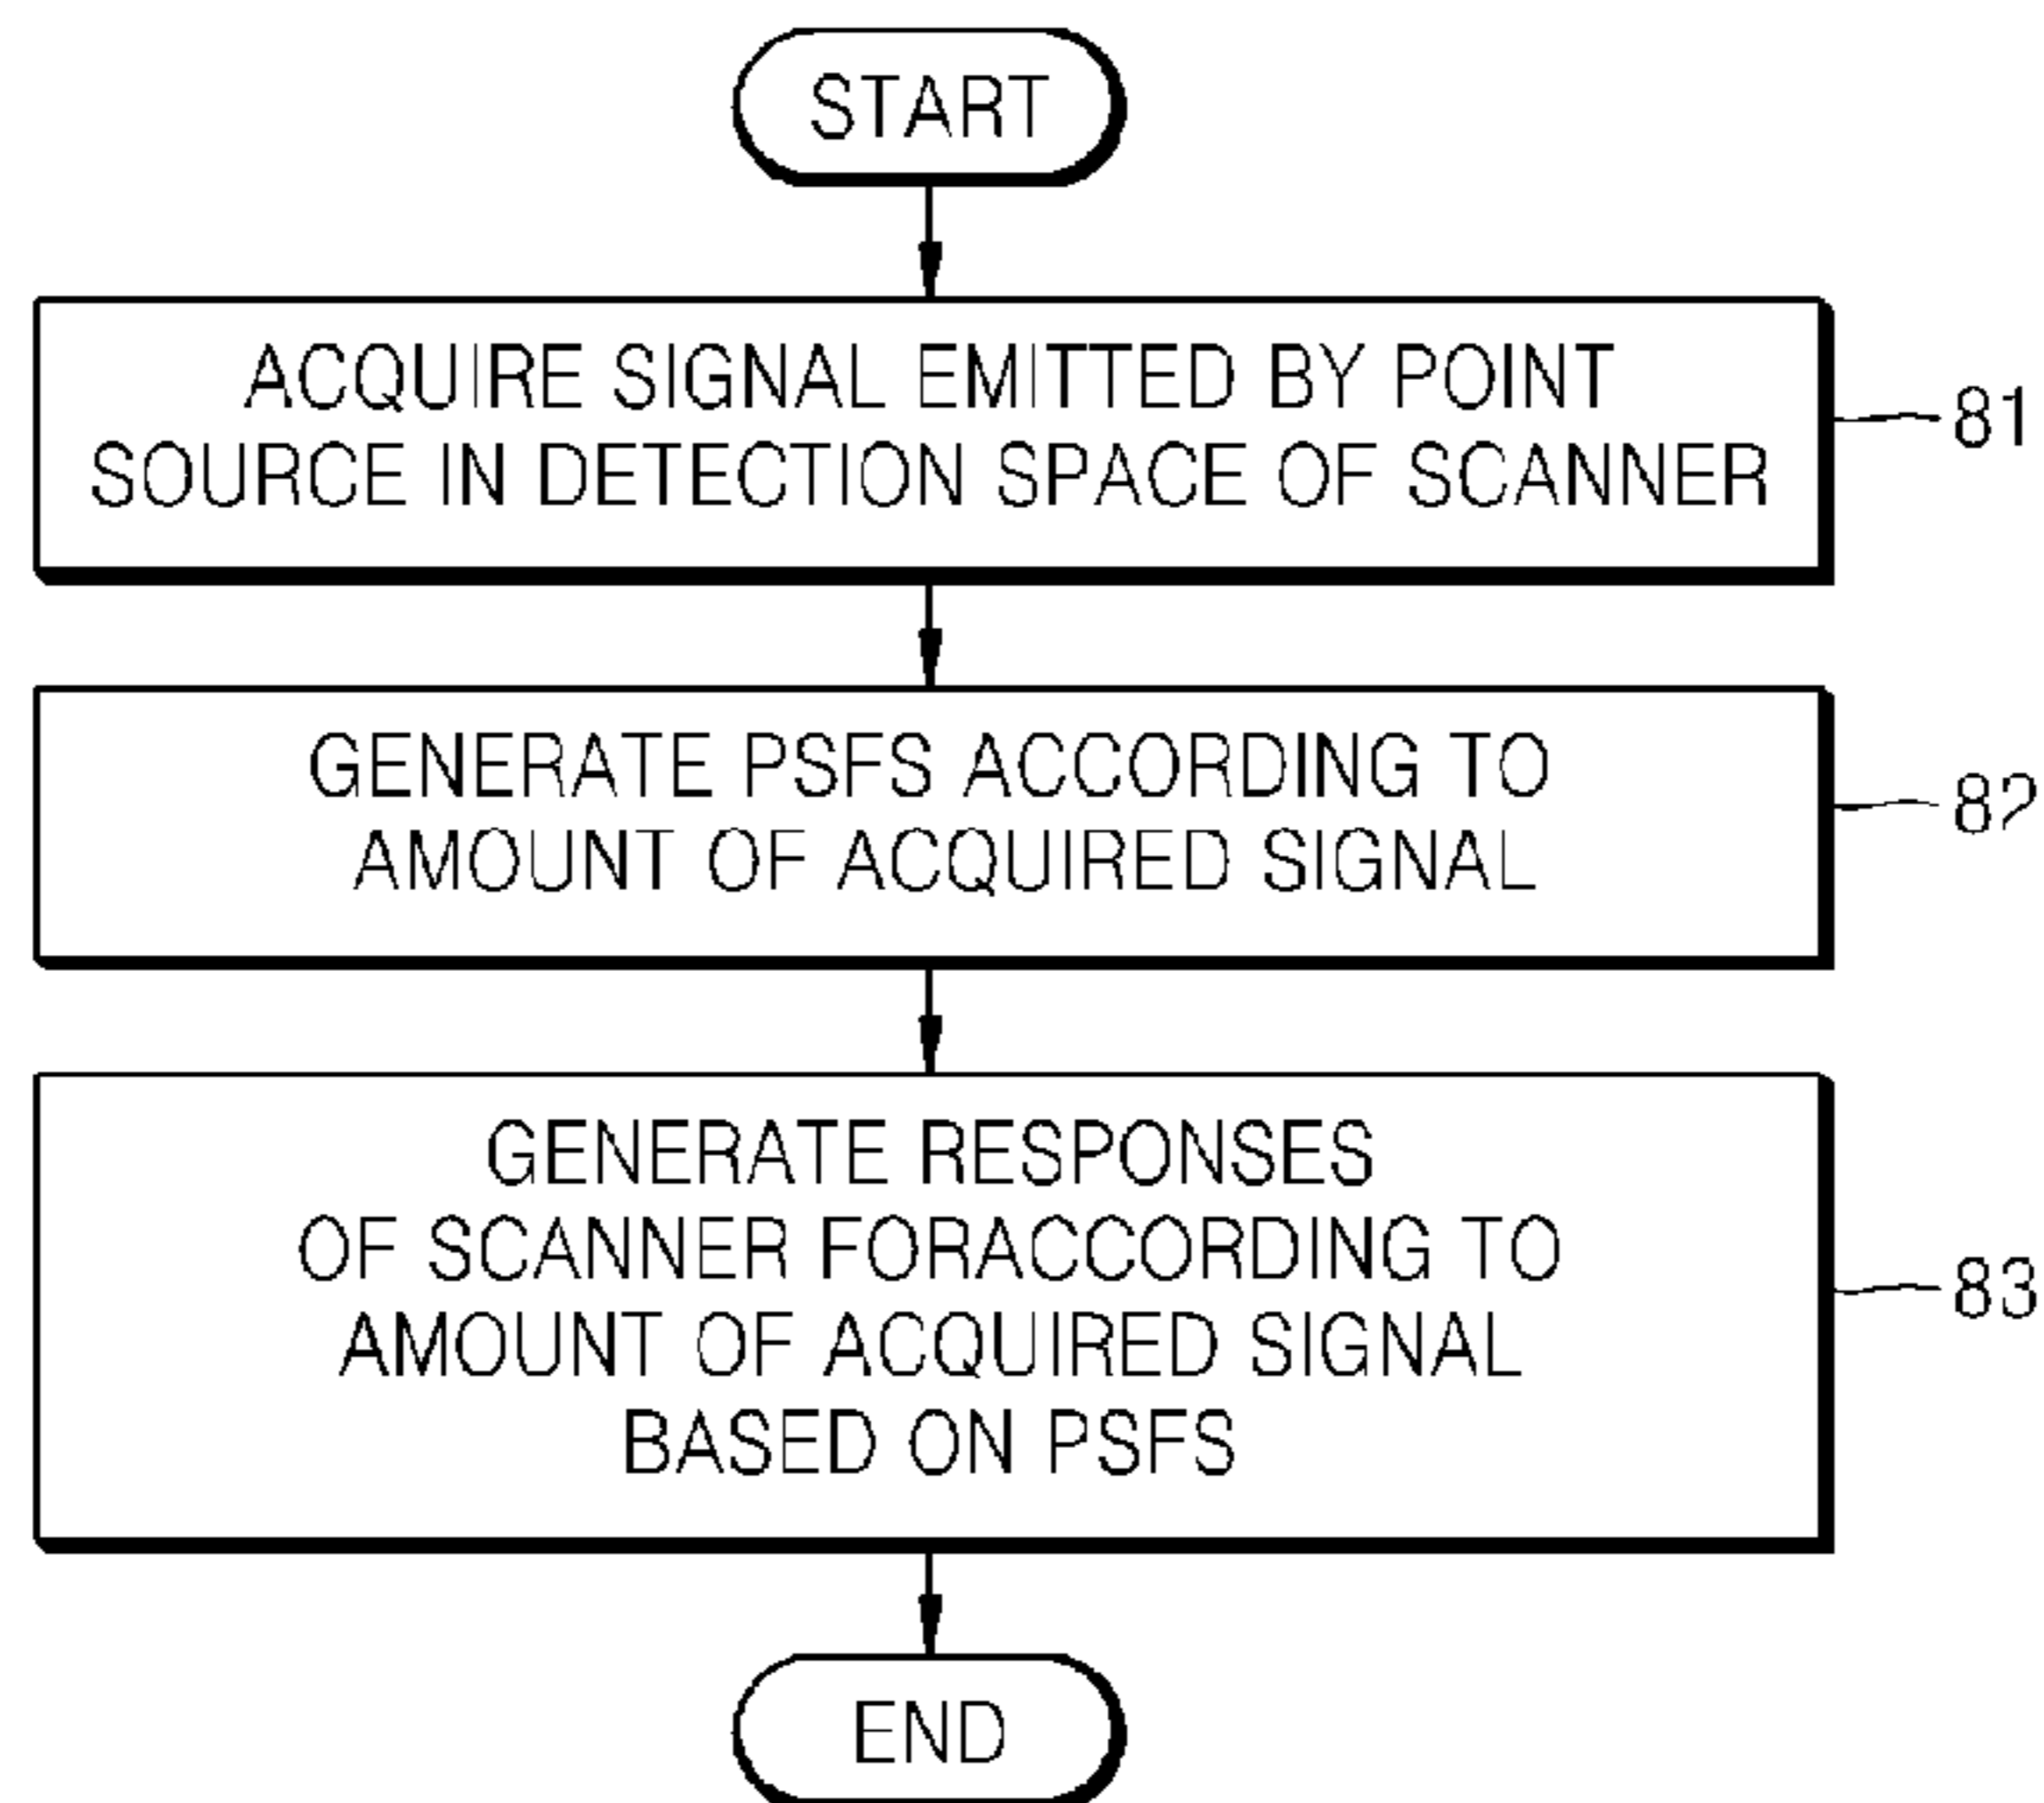 START
ACQUIRE SIGNAL EMITTED BY POINT
SOURCE IN DETECTION SPACE OF SCANNER
81
GENERATE PSFS ACCORDING TO
AMOUNT OF ACQUIRED SIGNAL
82
GENERATE RESPONSES
OF SCANNER FORACCORDING TO
AMOUNT OF ACQUIRED SIGNAL
BASED ON PSFS
83
END